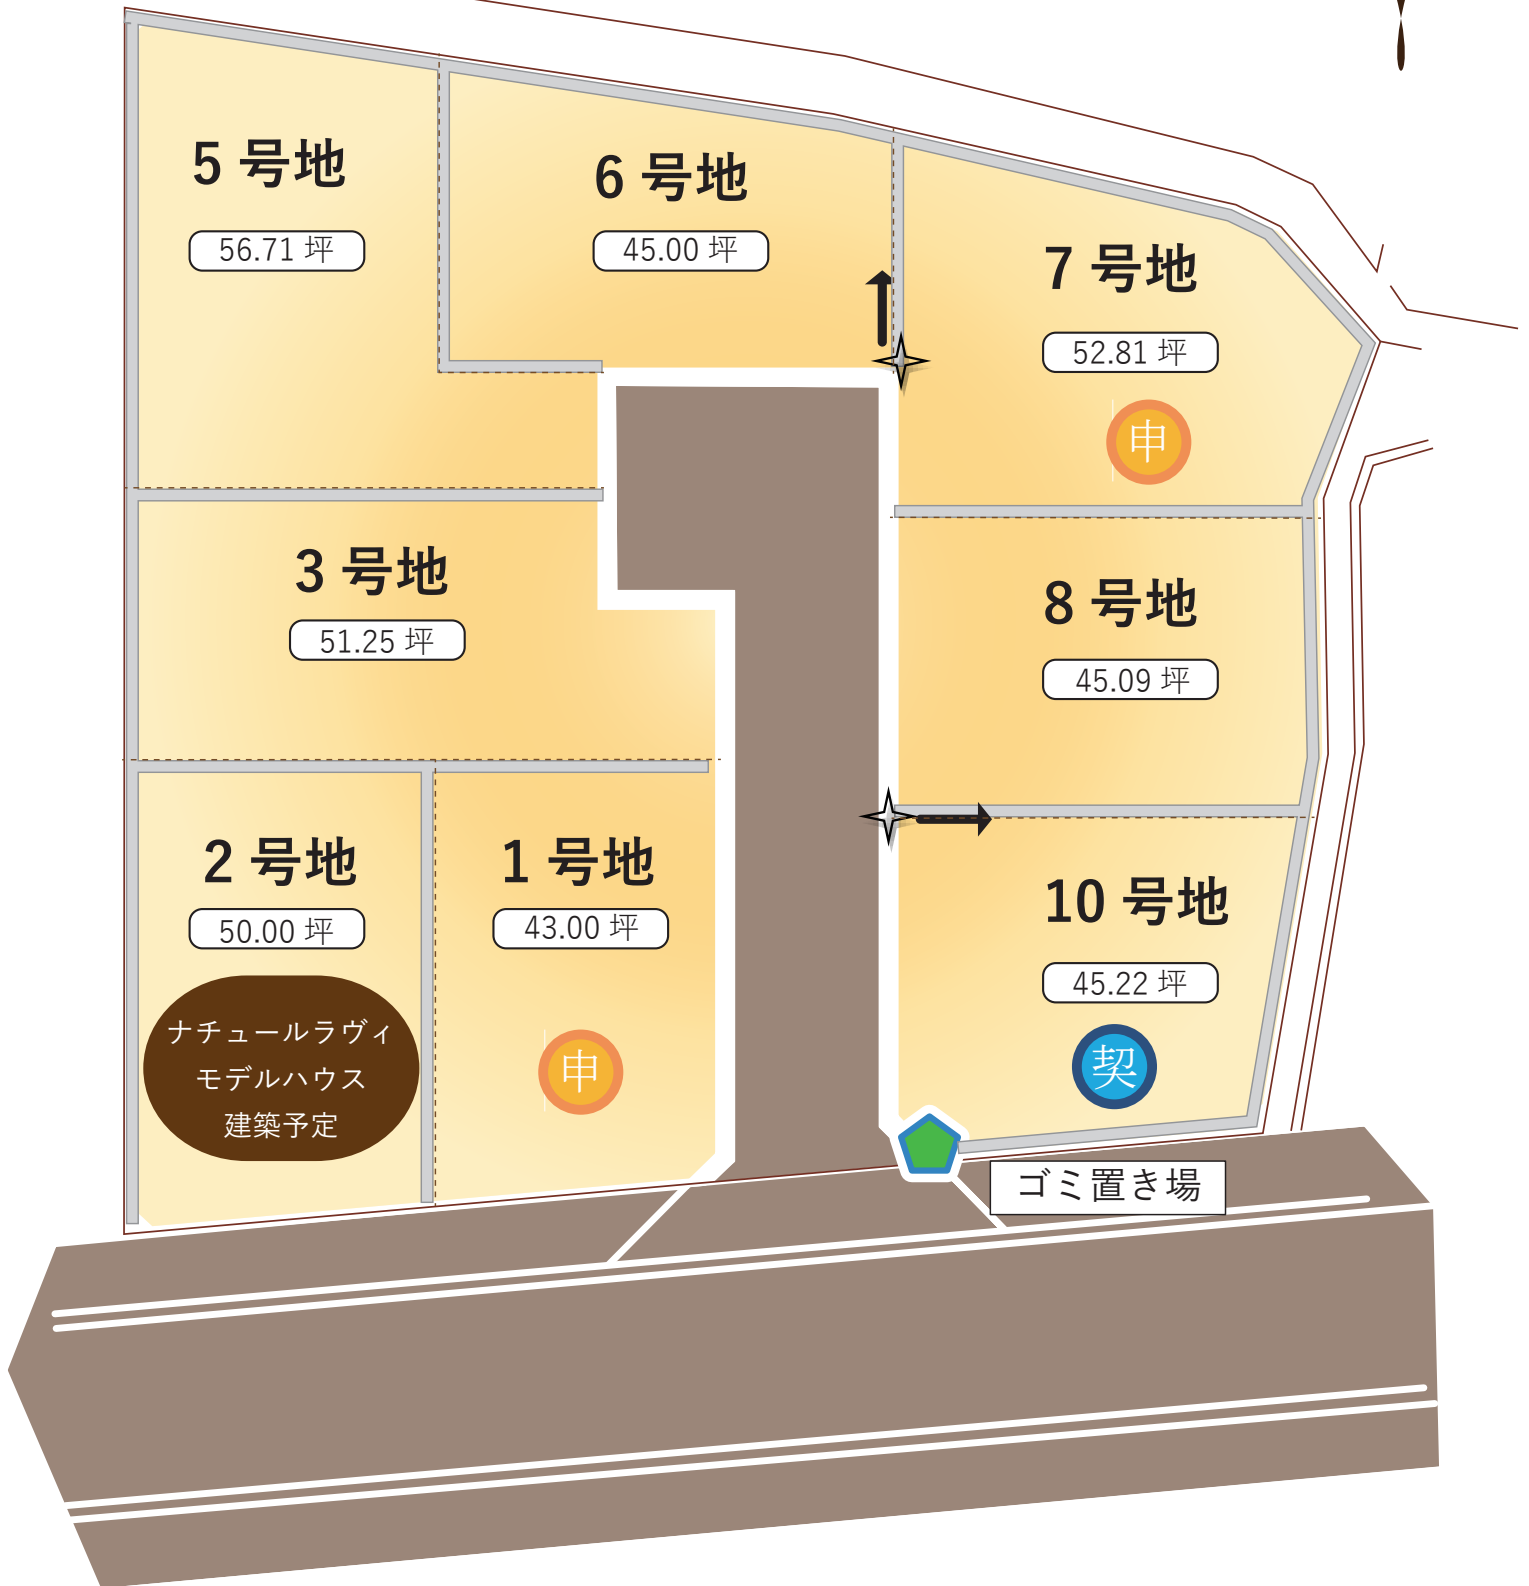 5 号地
56.71 坪
6 号地
45.00 坪
7 号地
52.81 坪
申
3 号地
51.25 坪
8 号地
45.09 坪
2 号地
50.00 坪
ナチュールラヴィ
モデルハウス
建築予定
1 号地
43.00 坪
申
10 号地
45.22 坪
契
ゴミ置き場